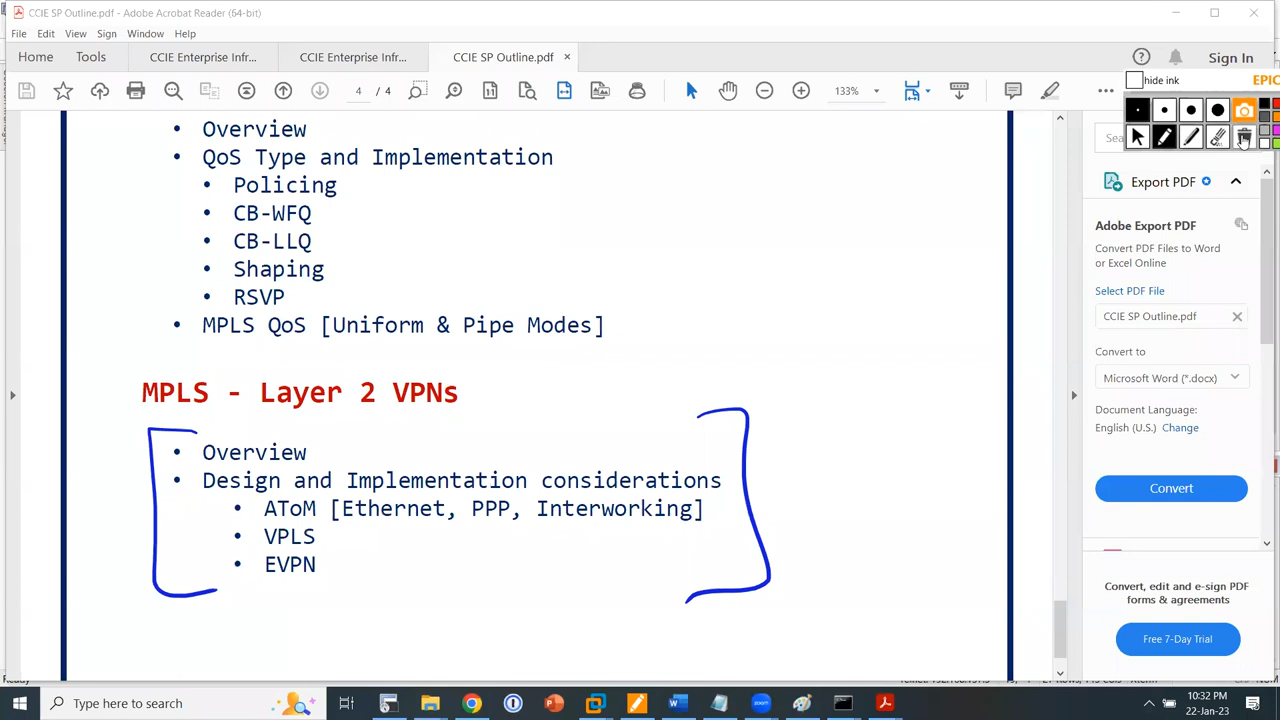 CCIE SP Outline.pdf - Adobe Acrobat Reader (64-bit)
File Edit View Sign Window Help
Home Tools CCIE Enterprise Infr... CCIE Enterprise Infr... CCIE SP Outline.pdf × Sign In
4 / 4 133% hide ink EPIC
• Overview
• QoS Type and Implementation
• Policing
• CB-WFQ
• CB-LLQ
• Shaping
• RSVP
• MPLS QoS [Uniform & Pipe Modes]
MPLS - Layer 2 VPNs
• Overview
• Design and Implementation considerations
• AToM [Ethernet, PPP, Interworking]
• VPLS
• EVPN
Sea
Export PDF
Adobe Export PDF
Convert PDF Files to Word
or Excel Online
Select PDF File
CCIE SP Outline.pdf
Convert to
Microsoft Word (*.docx)
Document Language:
English (U.S.) Change
Convert
Convert, edit and e-sign PDF
forms & agreements
Free 7-Day Trial
Ready
Type here to search
10:32 PM
22-Jan-23